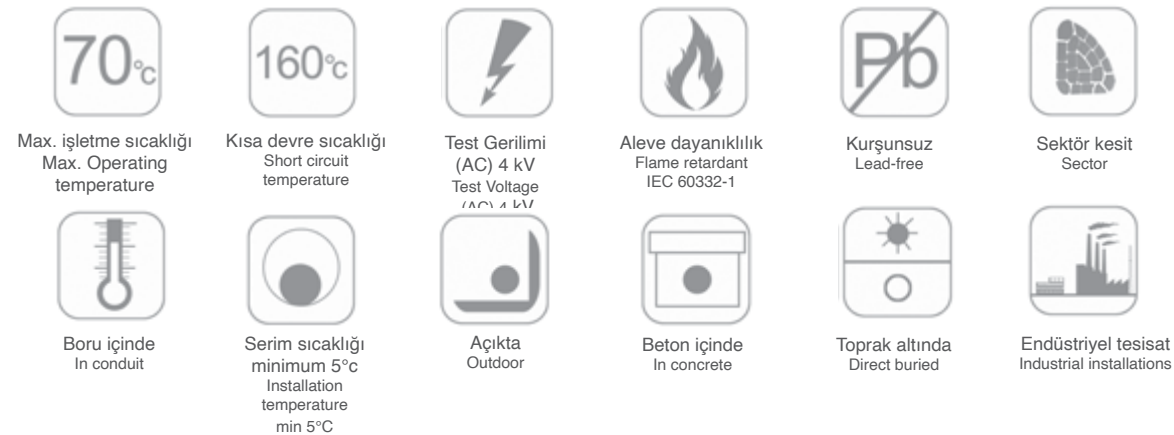 70°C
160°C
Pb
Max. işletme sıcaklığı
Max. Operating
temperature
Kısa devre sıcaklığı
Short circuit
temperature
Test Gerilimi
(AC) 4 kV
Test Voltage
(AC) 4 kV
Aleve dayanıklılık
Flame retardant
IEC 60332-1
Kurşunsuz
Lead-free
Sektör kesit
Sector
Boru içinde
In conduit
Serim sıcaklığı
minimum 5°c
Installation
temperature
min 5°C
Açıkta
Outdoor
Beton içinde
In concrete
Toprak altında
Direct buried
Endüstriyel tesisat
Industrial installations